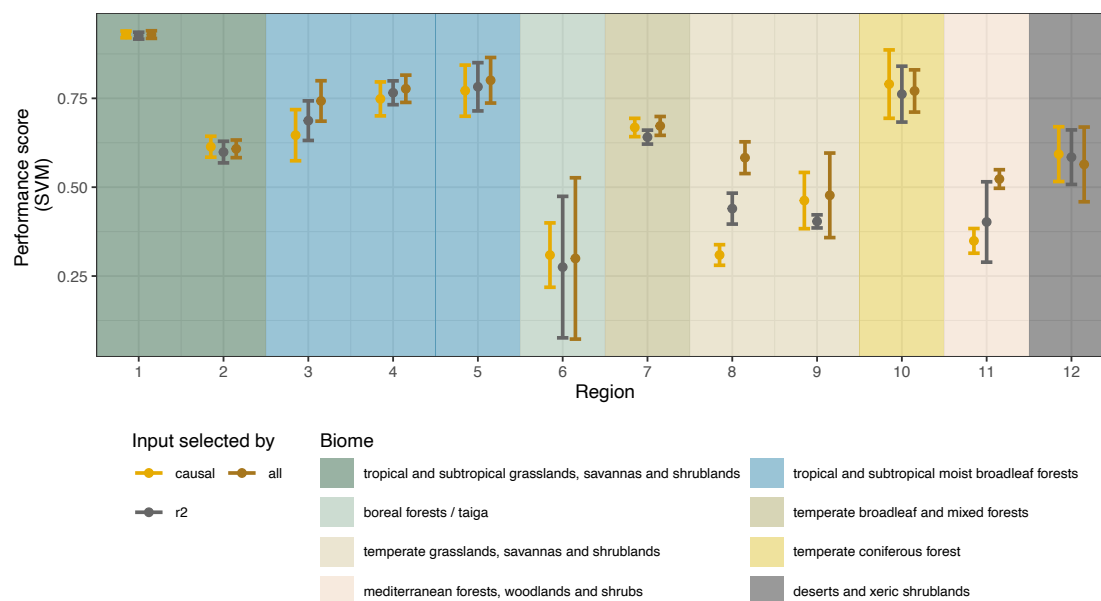 Performance score
(SVM)
0.75
0.50
0.25
1 2 3 4 5 6 7 8 9 10 11 12
Region
Input selected by
causal
all
r2
Biome
tropical and subtropical grasslands, savannas and shrublands
tropical and subtropical moist broadleaf forests
boreal forests / taiga
temperate broadleaf and mixed forests
temperate grasslands, savannas and shrublands
temperate coniferous forest
mediterranean forests, woodlands and shrubs
deserts and xeric shrublands